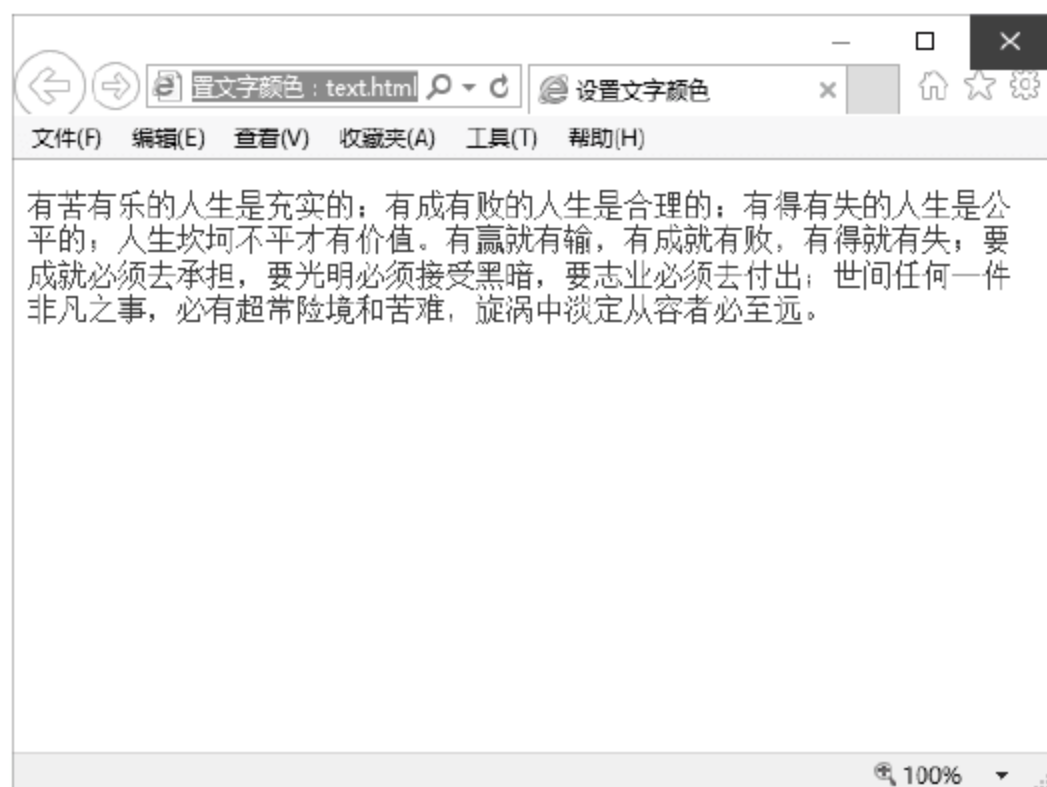 置文字颜色：text.html
设置文字颜色
文件(F) 编辑(E) 查看(V) 收藏夹(A) 工具(T) 帮助(H)
有苦有乐的人生是充实的；有成有败的人生是合理的；有得有失的人生是公
平的；人生坎坷不平才有价值。有赢就有输，有成就有败，有得就有失；要
成就必须去承担，要光明必须接受黑暗，要志业必须去付出；世间任何一件
非凡之事，必有超常险境和苦难，旋涡中淡定从容者必至远。
100%